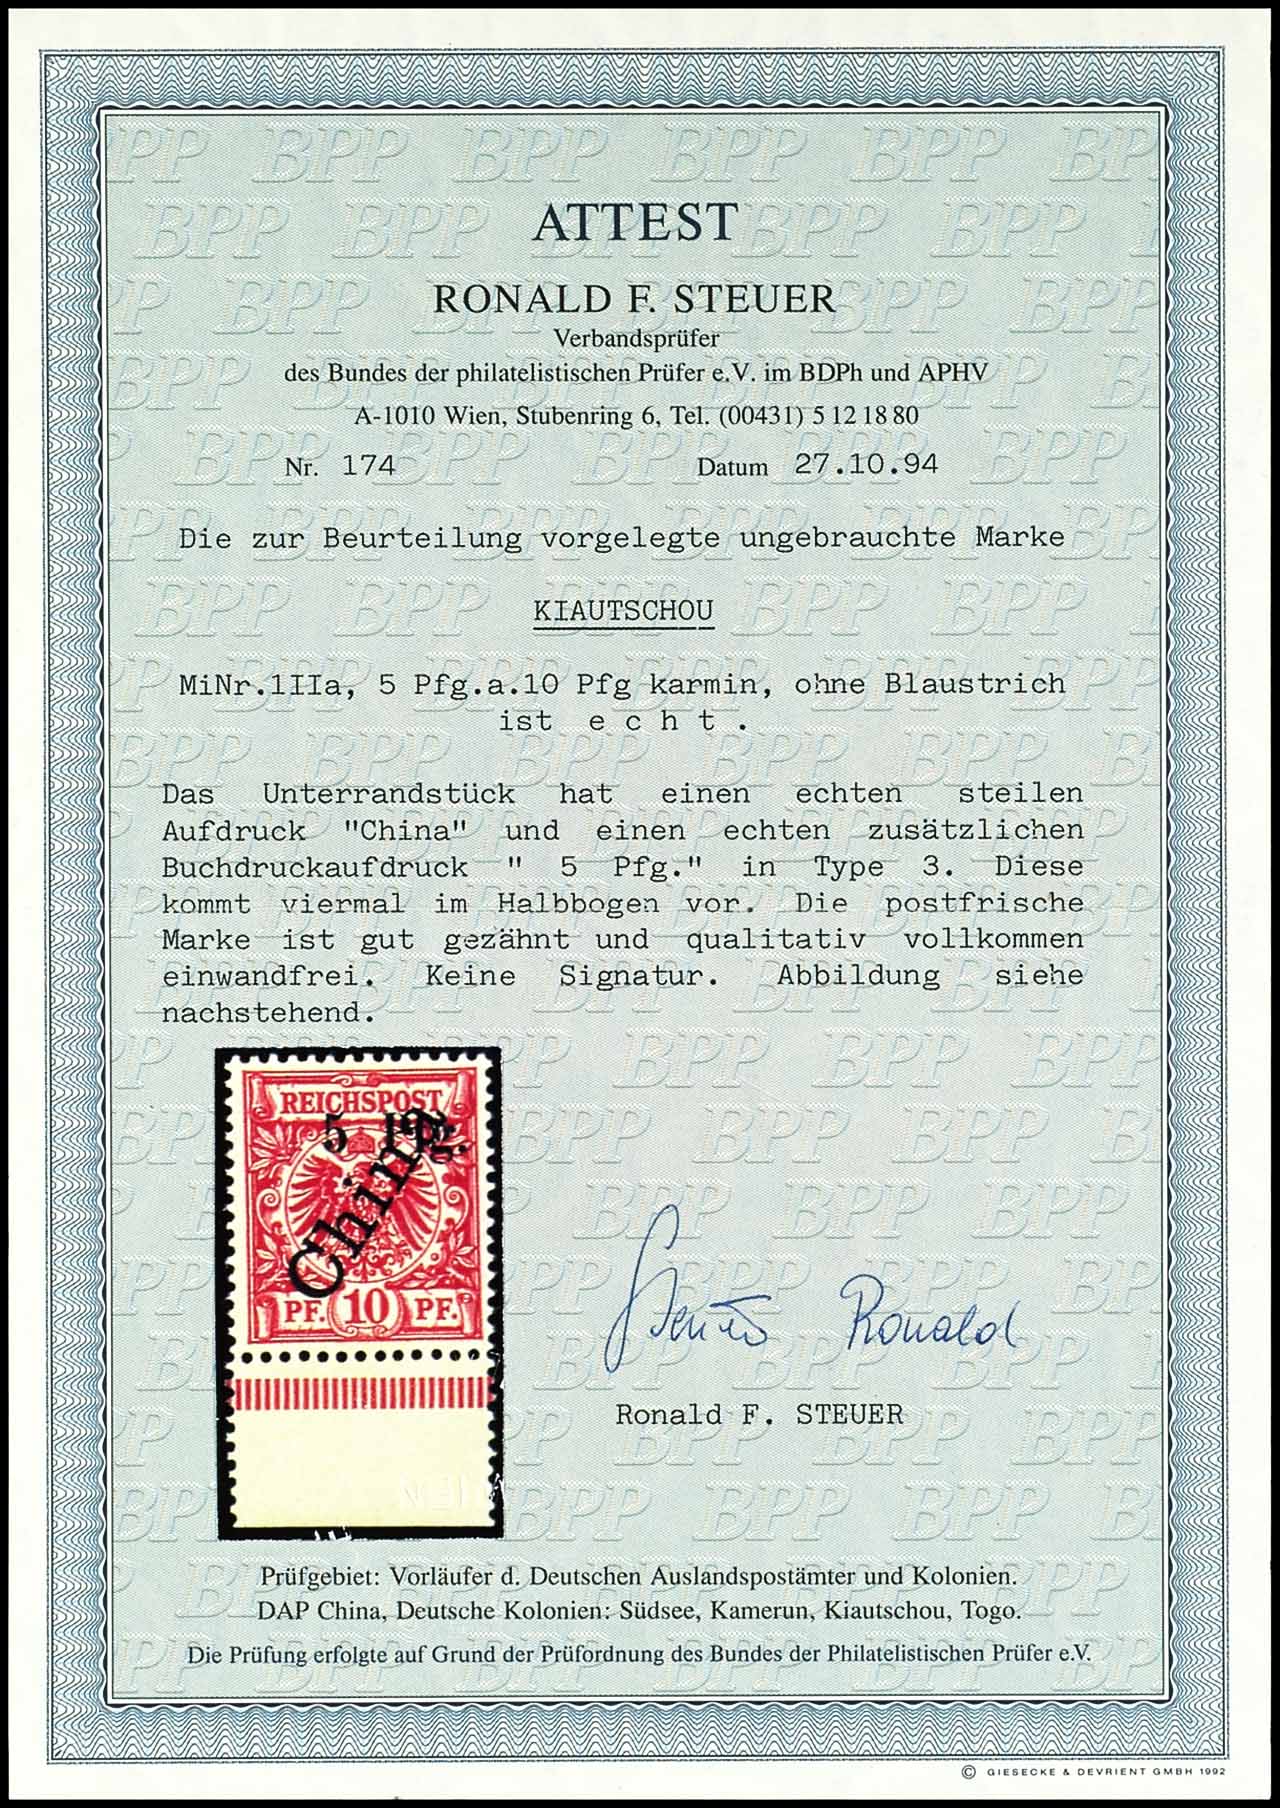 ATTEST
RONALD F. STEUER
Verbandsprüfer
des Bundes der philatelistischen Prüfer e.V. im BDPh und APHV
A-1010 Wien, Stubenring 6, Tel. (00431) 5 12 18 80
Nr. 174 Datum 27.10.94
Die zur Beurteilung vorgelegte ungebrauchte Marke
KIAUTSCHOU
MiNr.1IIa, 5 Pfg.a.10 Pfg karmin, ohne Blaustrich
ist e c h t .
Das Unterrandstück hat einen echten steilen
Aufdruck "China" und einen echten zusätzlichen
Buchdruckaufdruck " 5 Pfg." in Type 3. Diese
kommt viermal im Halbbogen vor. Die postfrische
Marke ist gut gezähnt und qualitativ vollkommen
einwandfrei. Keine Signatur. Abbildung siehe
nachstehend.
REICHSPOST
5 Pfg.
China
PF. 10 PF.
Steuer Ronald
Ronald F. STEUER
Prüfgebiet: Vorläufer d. Deutschen Auslandspostämter und Kolonien.
DAP China, Deutsche Kolonien: Südsee, Kamerun, Kiautschou, Togo.
Die Prüfung erfolgte auf Grund der Prüfordnung des Bundes der Philatelistischen Prüfer e.V.
© GIESECKE & DEVRIENT GMBH 1992